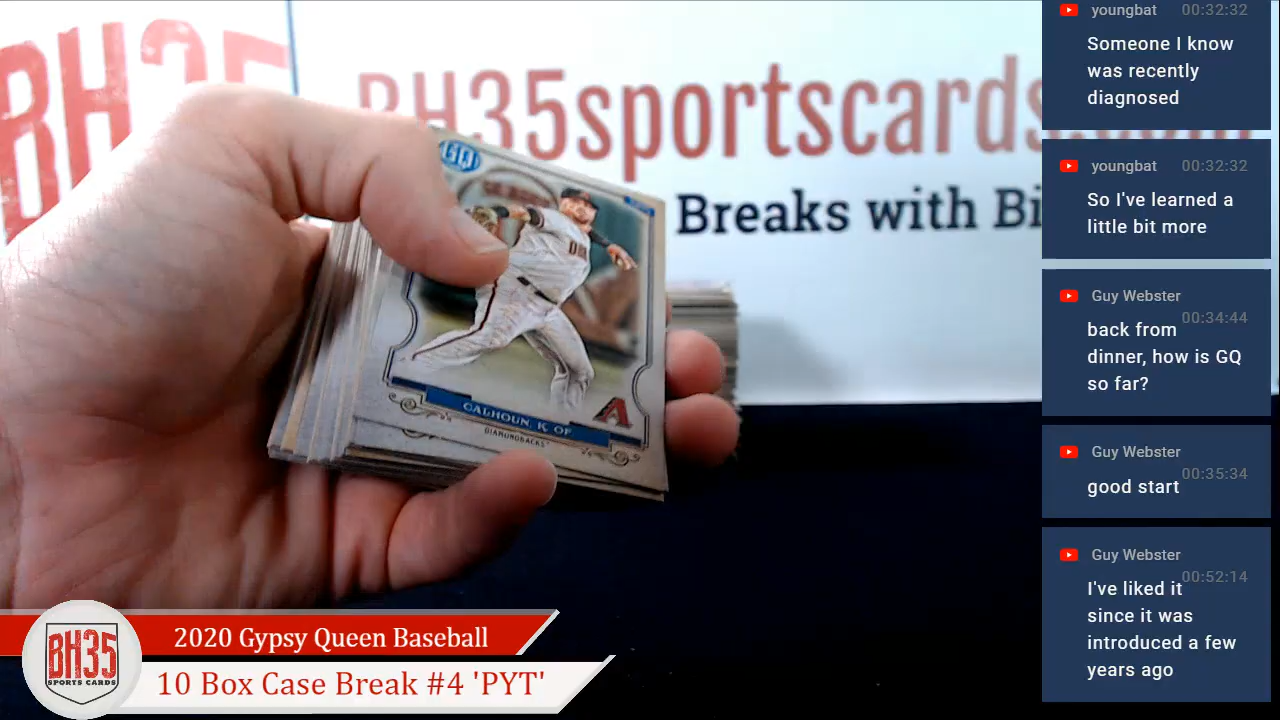 BH35
BH35sportscards.com
Breaks with Bi
GQ
CALHOUN, K OF
DIAMONDBACKS
youngbat 00:32:32
Someone I know
was recently
diagnosed
youngbat 00:32:32
So I've learned a
little bit more
Guy Webster
00:34:44
back from
dinner, how is GQ
so far?
Guy Webster
00:35:34
good start
Guy Webster
00:52:14
I've liked it
since it was
introduced a few
years ago
BH35
SPORTS CARDS
2020 Gypsy Queen Baseball
10 Box Case Break #4 'PYT'